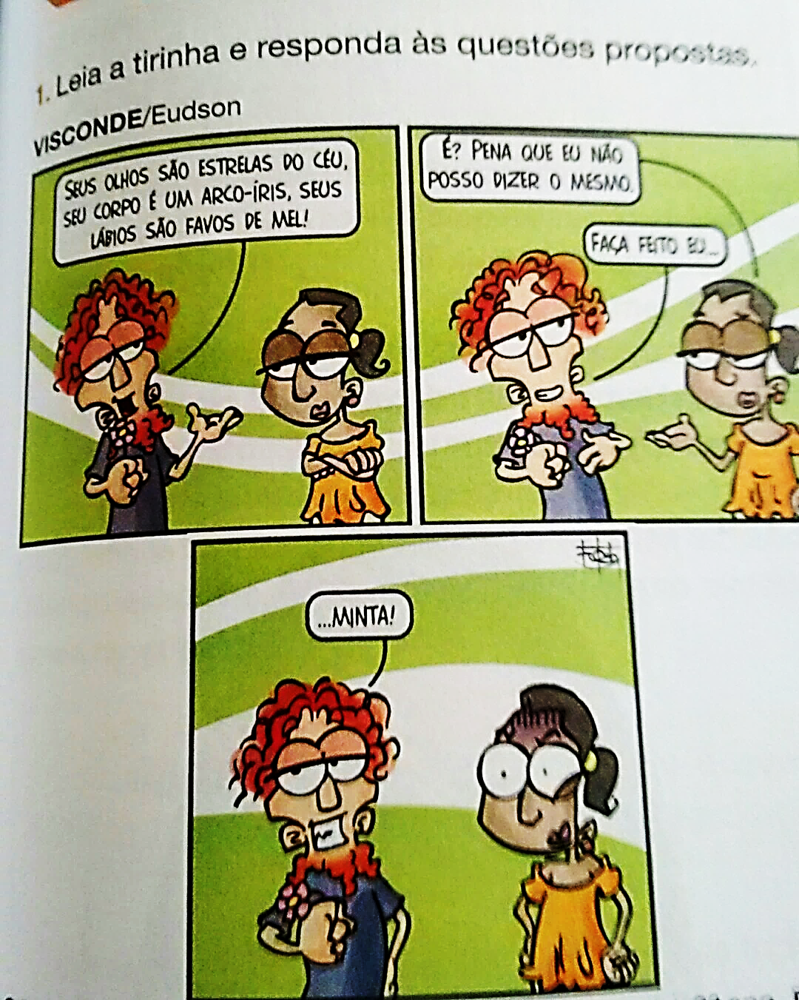 1. Leia a tirinha e responda às questões propostas.
VISCONDE/Eudson
SEUS OLHOS SÃO ESTRELAS DO CÉU,
SEU CORPO É UM ARCO-ÍRIS, SEUS
LÁBIOS SÃO FAVOS DE MEL!
É? PENA QUE EU NÃO
POSSO DIZER O MESMO.
FAÇA FEITO EU...
...MINTA!